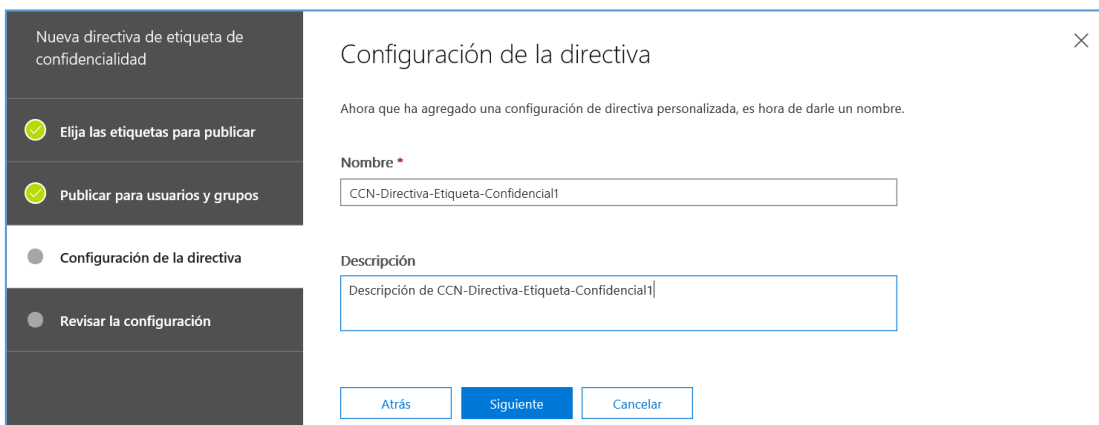 Nueva directiva de etiqueta de
confidencialidad
Elija las etiquetas para publicar
Publicar para usuarios y grupos
Configuración de la directiva
Revisar la configuración
Configuración de la directiva
Ahora que ha agregado una configuración de directiva personalizada, es hora de darle un nombre.
Nombre *
CCN-Directiva-Etiqueta-Confidencial1
Descripción
Descripción de CCN-Directiva-Etiqueta-Confidencial1
Atrás
Siguiente
Cancelar